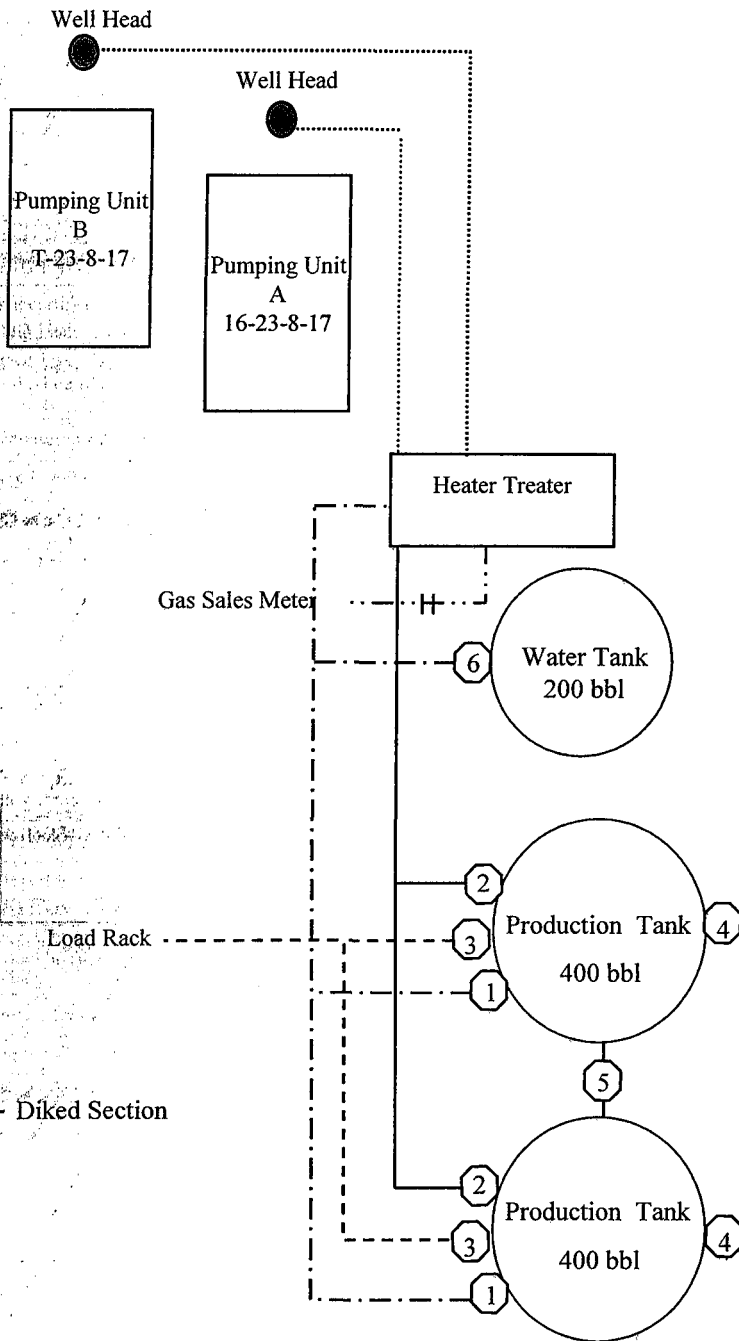 Well Head
Well Head
Pumping Unit
B
T-23-8-17
Pumping Unit
A
16-23-8-17
Heater Treater
Gas Sales Meter
6
Water Tank
200 bbl
2
Production Tank
4
Load Rack
3
400 bbl
1
5
- Diked Section
2
Production Tank
4
3
400 bbl
1